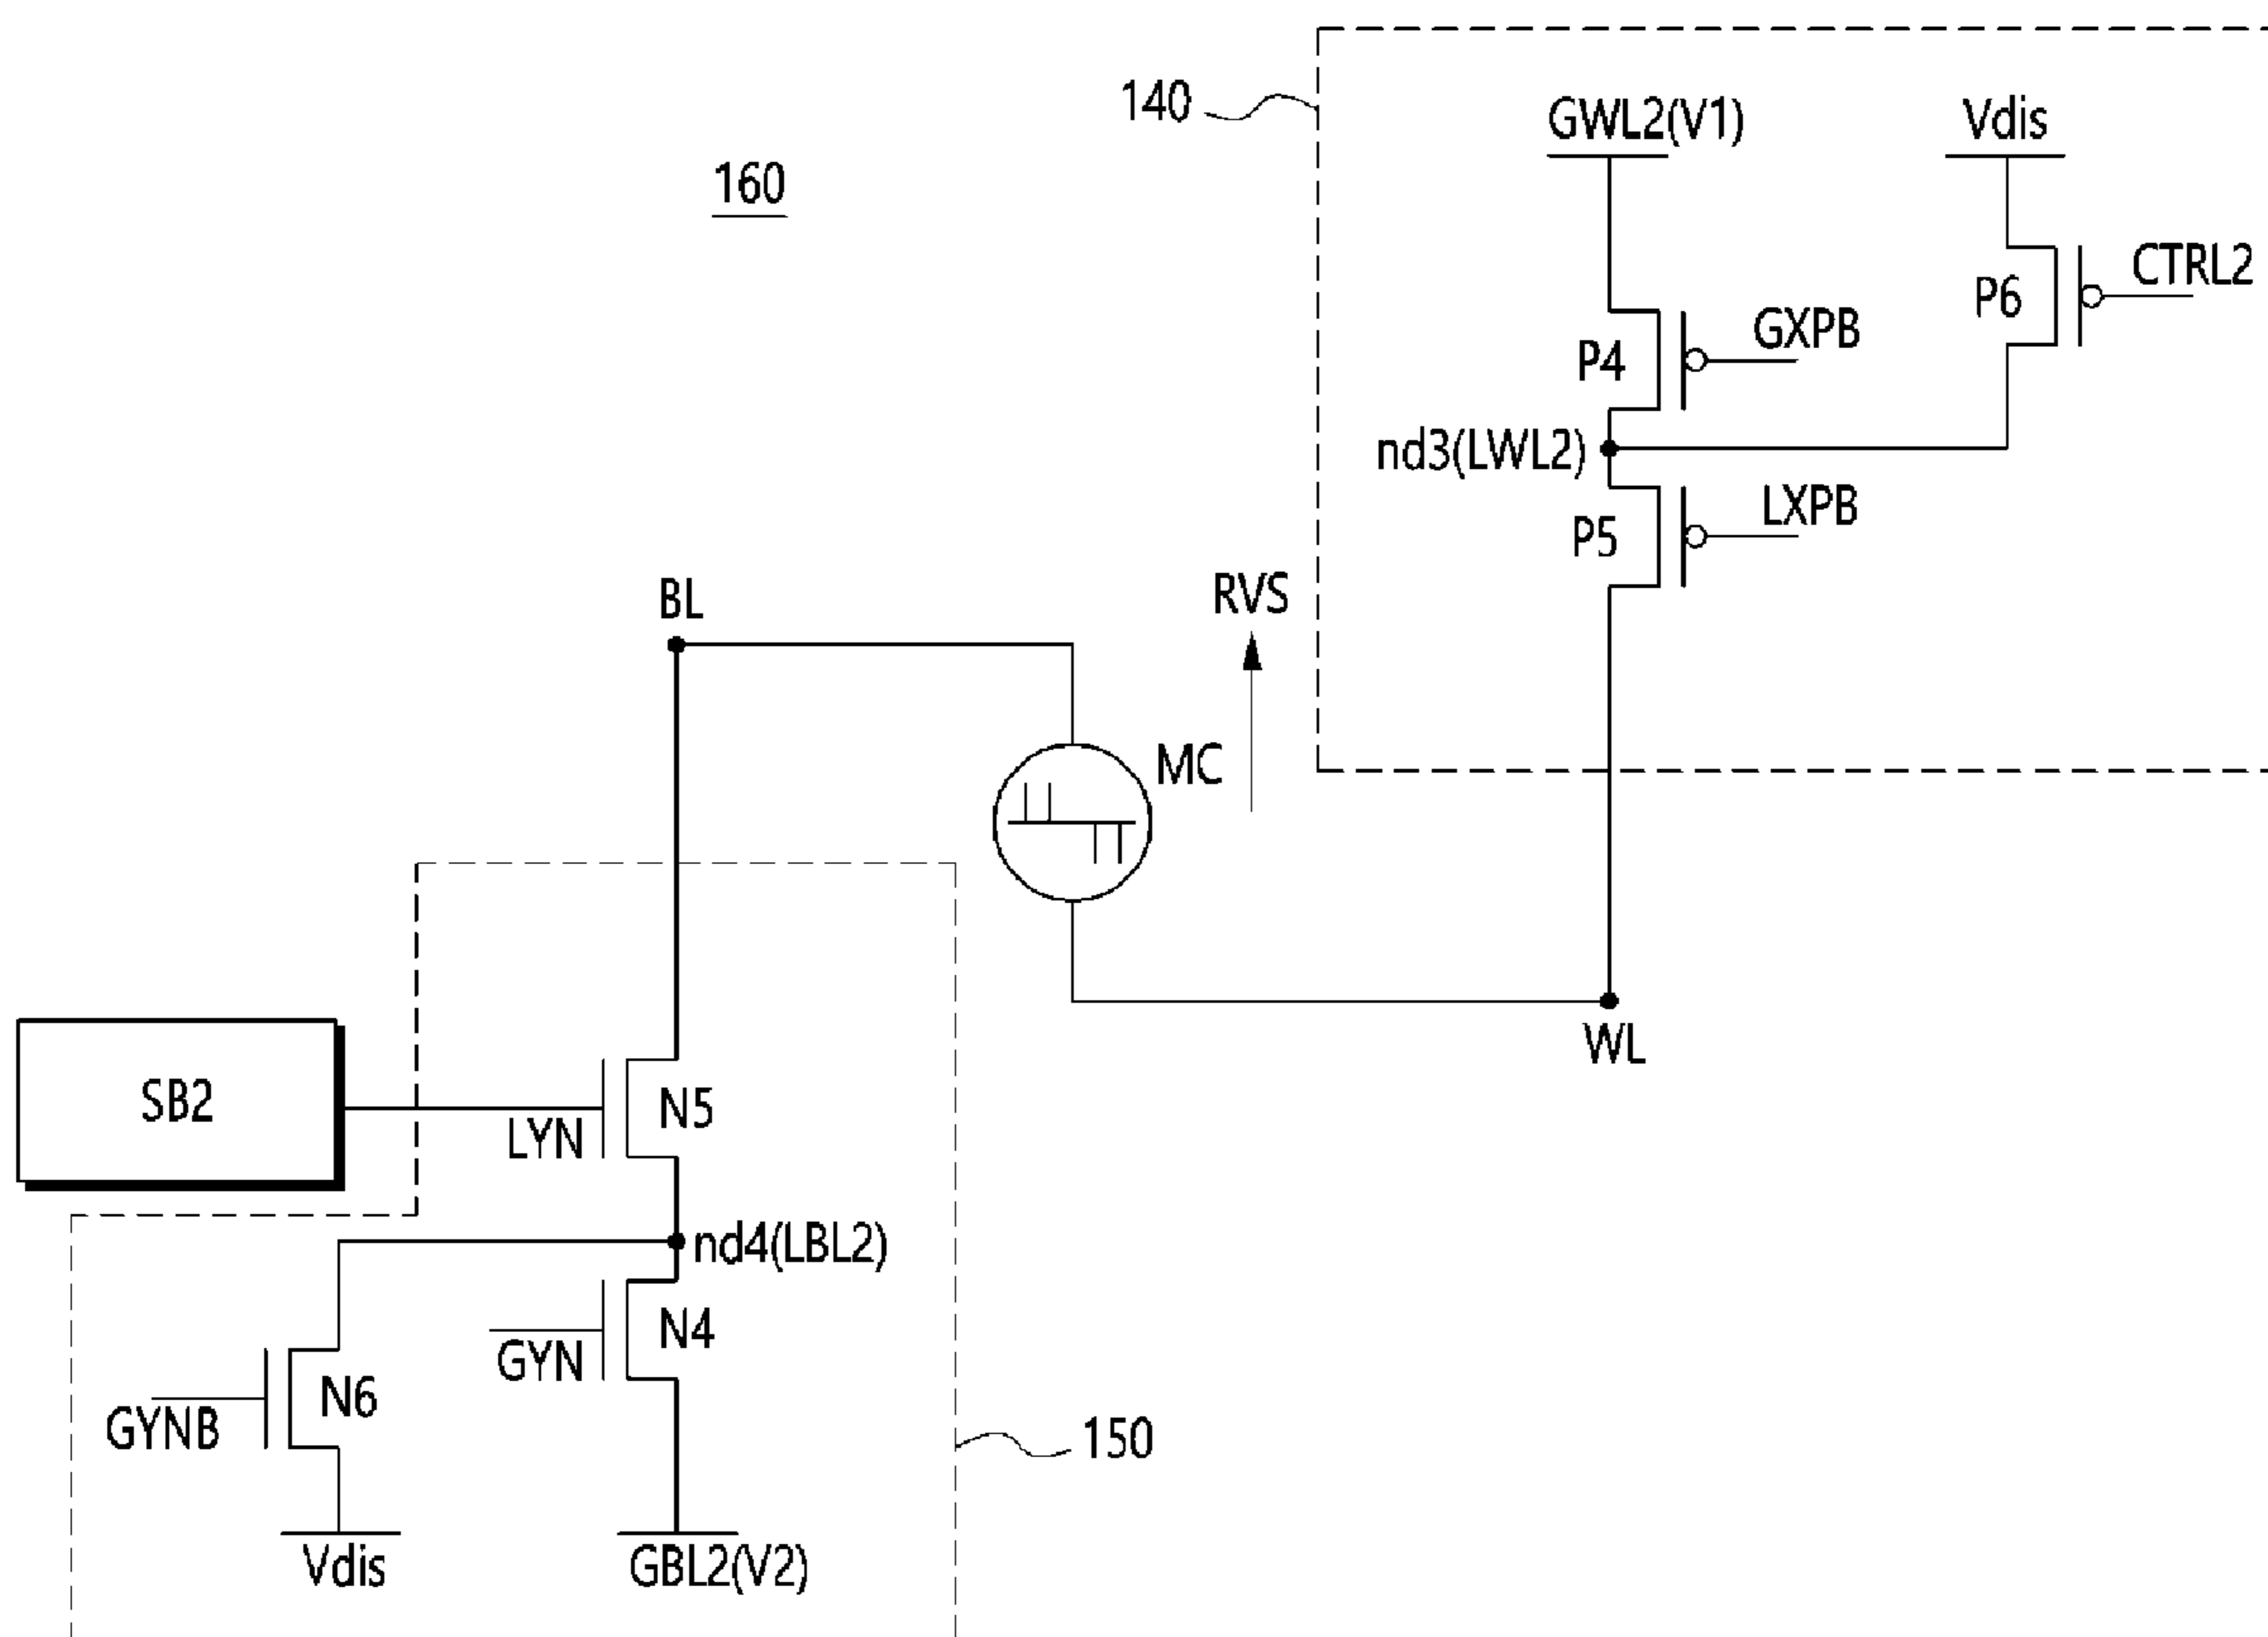 140
GWL2(V1)
Vdis
160
CTRL2
P6
GXPB
P4
nd3(LWL2)
LXPB
P5
BL
RVS
MC
WL
SB2
N5
LYN
nd4(LBL2)
N4
GYN
N6
GYNB
150
Vdis
GBL2(V2)